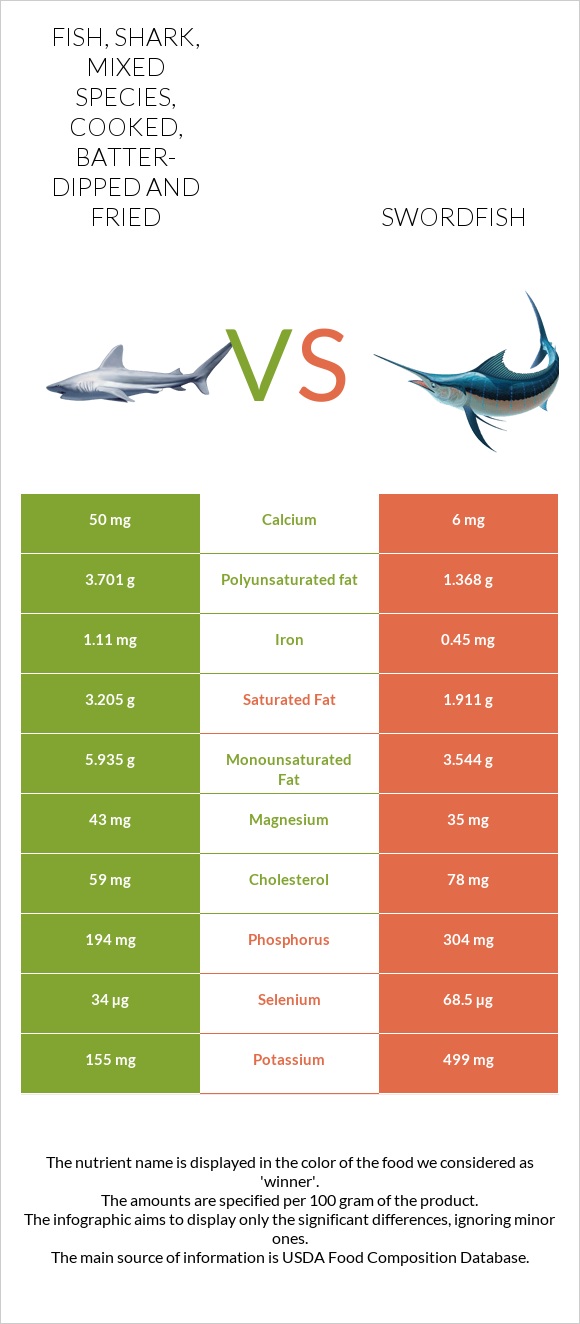 FISH, SHARK,
MIXED
SPECIES,
COOKED,
BATTER-
DIPPED AND
FRIED
SWORDFISH
VS
50 mg Calcium 6 mg
3.701 g Polyunsaturated fat 1.368 g
1.11 mg Iron 0.45 mg
3.205 g Saturated Fat 1.911 g
5.935 g Monounsaturated 3.544 g
Fat
43 mg Magnesium 35 mg
59 mg Cholesterol 78 mg
194 mg Phosphorus 304 mg
34 µg Selenium 68.5 µg
155 mg Potassium 499 mg
The nutrient name is displayed in the color of the food we considered as
'winner'.
The amounts are specified per 100 gram of the product.
The infographic aims to display only the significant differences, ignoring minor
ones.
The main source of information is USDA Food Composition Database.